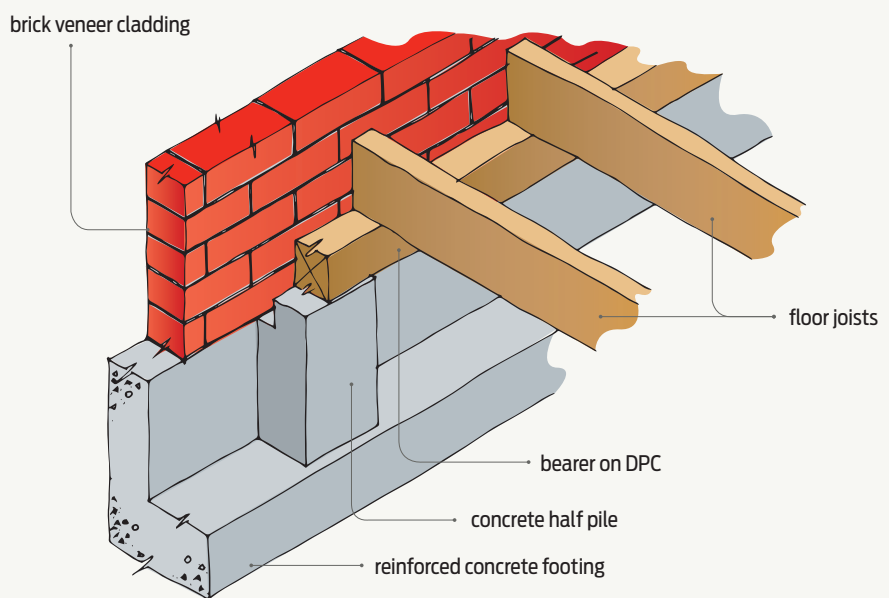 brick veneer cladding
floor joists
bearer on DPC
concrete half pile
reinforced concrete footing